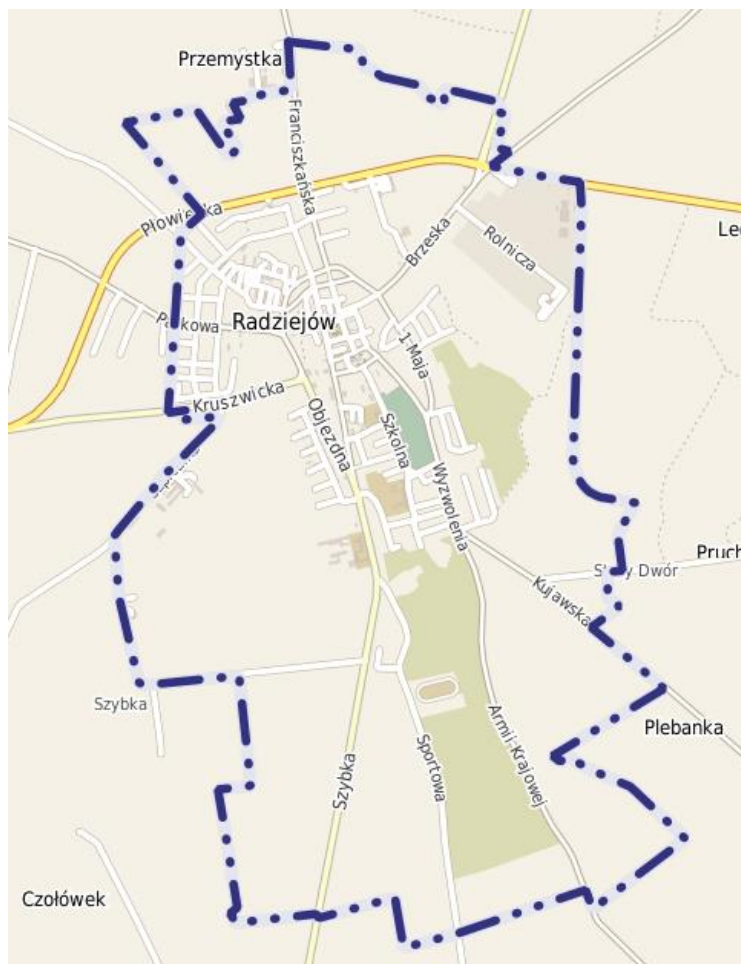 Przemystka
Franciszkańska
Płowiecka
Brzeska
Rolnicza
Radziejów
1 Maja
Kruszwicka
Objezdna
Szkolna
Wyzwolenia
Kujawska
Szybka
Plebanka
Szybka
Sportowa
Armii Krajowej
Czołówek